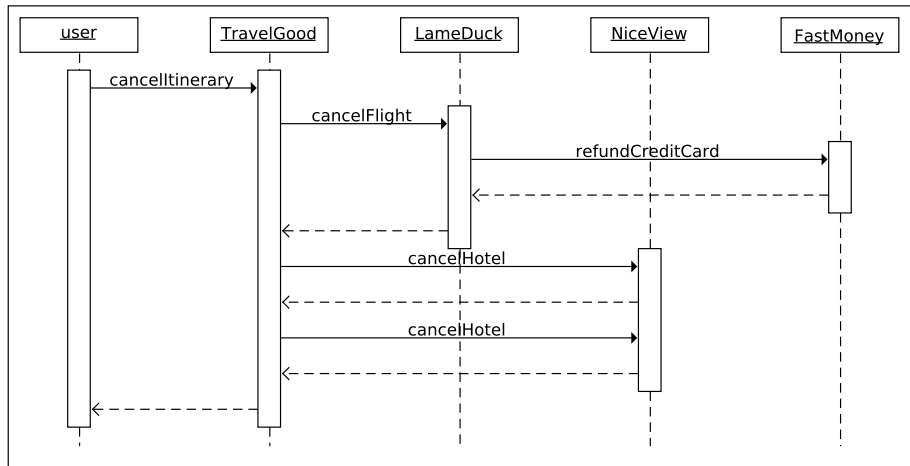 user
TravelGood
LameDuck
NiceView
FastMoney
cancelItinerary
cancelFlight
refundCreditCard
cancelHotel
cancelHotel